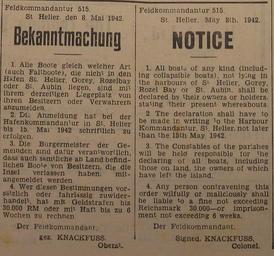 Feldkommandantur 515.
St Helier den 8 Mai 1942.
Bekanntmachung
1. Alle Boote gleich welcher Art
(auch Faltboote), die nicht in den
Häfen St. Helier, Gorey, Rozelbay
oder St. Aubin liegen, sind mit
ihrem derzeitigen Liegeplatz von
ihren Besitzern oder Verwahrern
anzumelden.
2. Die Anmeldung hat bei der
Hafenkommandantur in St. Helier
bis 15. Mai 1942 schriftlich zu
erfolgen.
3. Die Bürgermeister der Ge-
meinden sind dafür verantwortlich,
dass auch sämtliche an Land befind-
lichen Boote von Besitzern, die die
Insel verlassen haben, mit-
angemeldet werden.
4. Wer diesen Bestimmungen vor-
sätzlich oder fahrlässig zuwider-
handelt, hat mit Geldstrafen bis
30.000 RM oder mit Haft bis zu 6
Wochen zu rechnen
Der Feldkommandant.
gez. KNACKFUSS.
Oberst.
Feldkommandantur 515.
St. Helier, May 8th, 1942.
NOTICE
1. All boats of any kind (includ-
ing collapsable boats), not lying in
the harbours of St. Helier, Gorey,
Rozel Bay or St. Aubin, shall be
declared by their owners or holders,
stating their present whereabouts.
2. The declaration shall have to
be made in writing to the Harbour
Kommandantur, St. Helier, not later
than the 15th May, 1942.
3. The Constables of the parishes
will be held responsible for the
declaring of all boats, including
those on land, the owners of which
have left the island.
4. Any person contravening this
order wilfully or maliciously shall
be liable to a fine not exceeding
Reichsmark 30,000— or imprison-
ment not exceeding 6 weeks.
Der Feldkommandant.
Signed, KNACKFUSS.
Colonel.